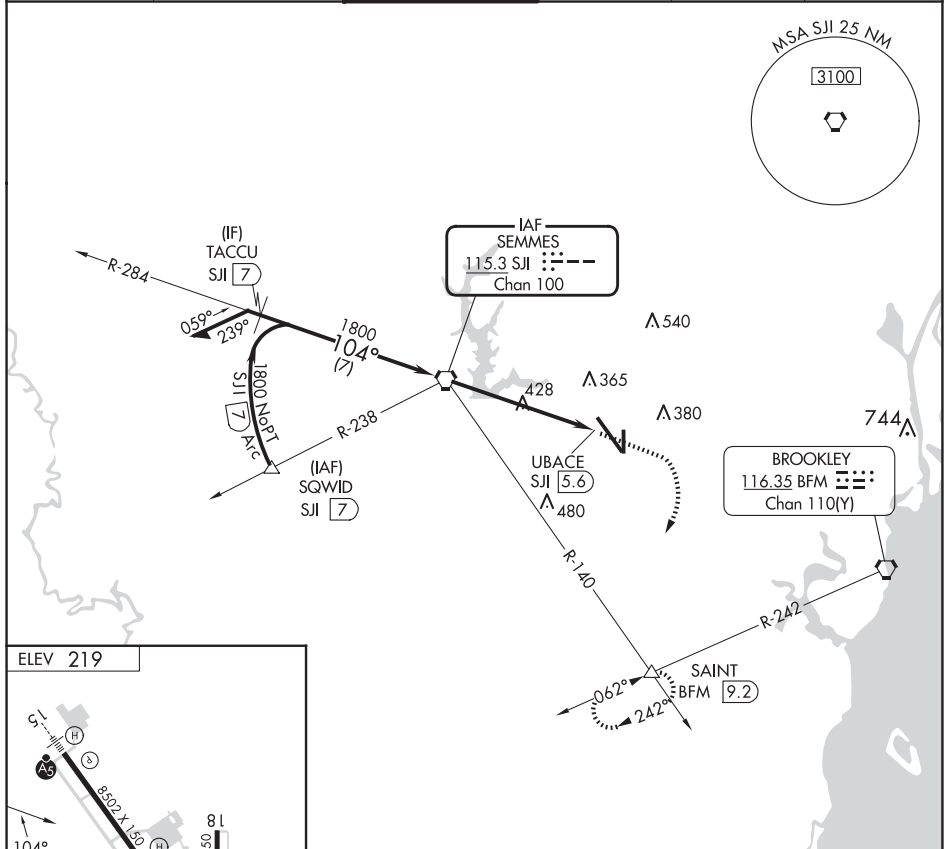 MSA SJI 25 NM
3100
(IF)
TACCU
SJI 7
R-284
059°
239°
1800
104°
(7)
1800 NoPT
SJI 7 Arc
R-238
(IAF)
SQWID
SJI 7
IAF
SEMMES
115.3 SJI
Chan 100
540
428
365
380
744
UBACE
SJI 5.6
480
BROOKLEY
116.35 BFM
Chan 110(Y)
R-140
R-242
SAINT
BFM 9.2
062°
242°
ELEV 219
15
H
P
A5
8502 X 150
H
18
50
104°